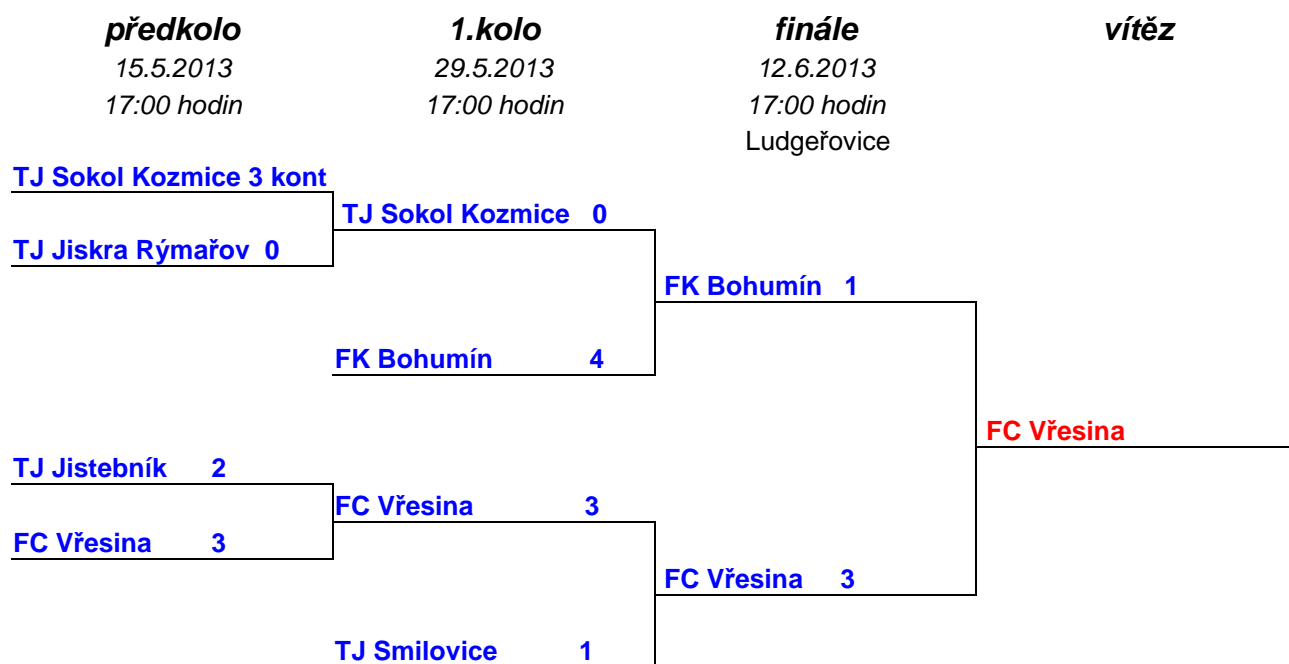 předkolo 1.kolo finále vítěz
15.5.2013 29.5.2013 12.6.2013
17:00 hodin 17:00 hodin 17:00 hodin
Ludgeřovice
TJ Sokol Kozmice 3 kont
TJ Sokol Kozmice 0
TJ Jiskra Rýmařov 0
FK Bohumín 1
FK Bohumín 4
FC Vřesina
TJ Jistebník 2
FC Vřesina 3
FC Vřesina 3
FC Vřesina 3
TJ Smilovice 1